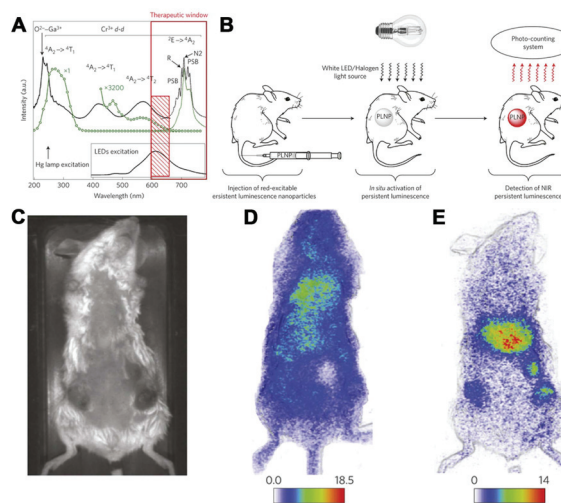 A
Therapeutic window
O²⁻–Ga³⁺
Cr³⁺ d-d
⁴A₂→⁴T₁
⁴A₂→⁴T₁
⁴A₂→⁴T₂
²E→⁴A₂
R
N2
PSB
PSB
×1
×3200
Intensity (a.u.)
Hg lamp excitation
LEDs excitation
200 300 400 500 600 700
Wavelength (nm)
B
White LED/Halogen
light source
Photo-counting
system
PLNP
PLNP
PLNP
Injection of red-excitable
ersistent luminescence nanoparticles
In situ activation of
persistent luminescence
Detection of NIR
persistent luminescence
C
D
E
0.0 18.5
0 14